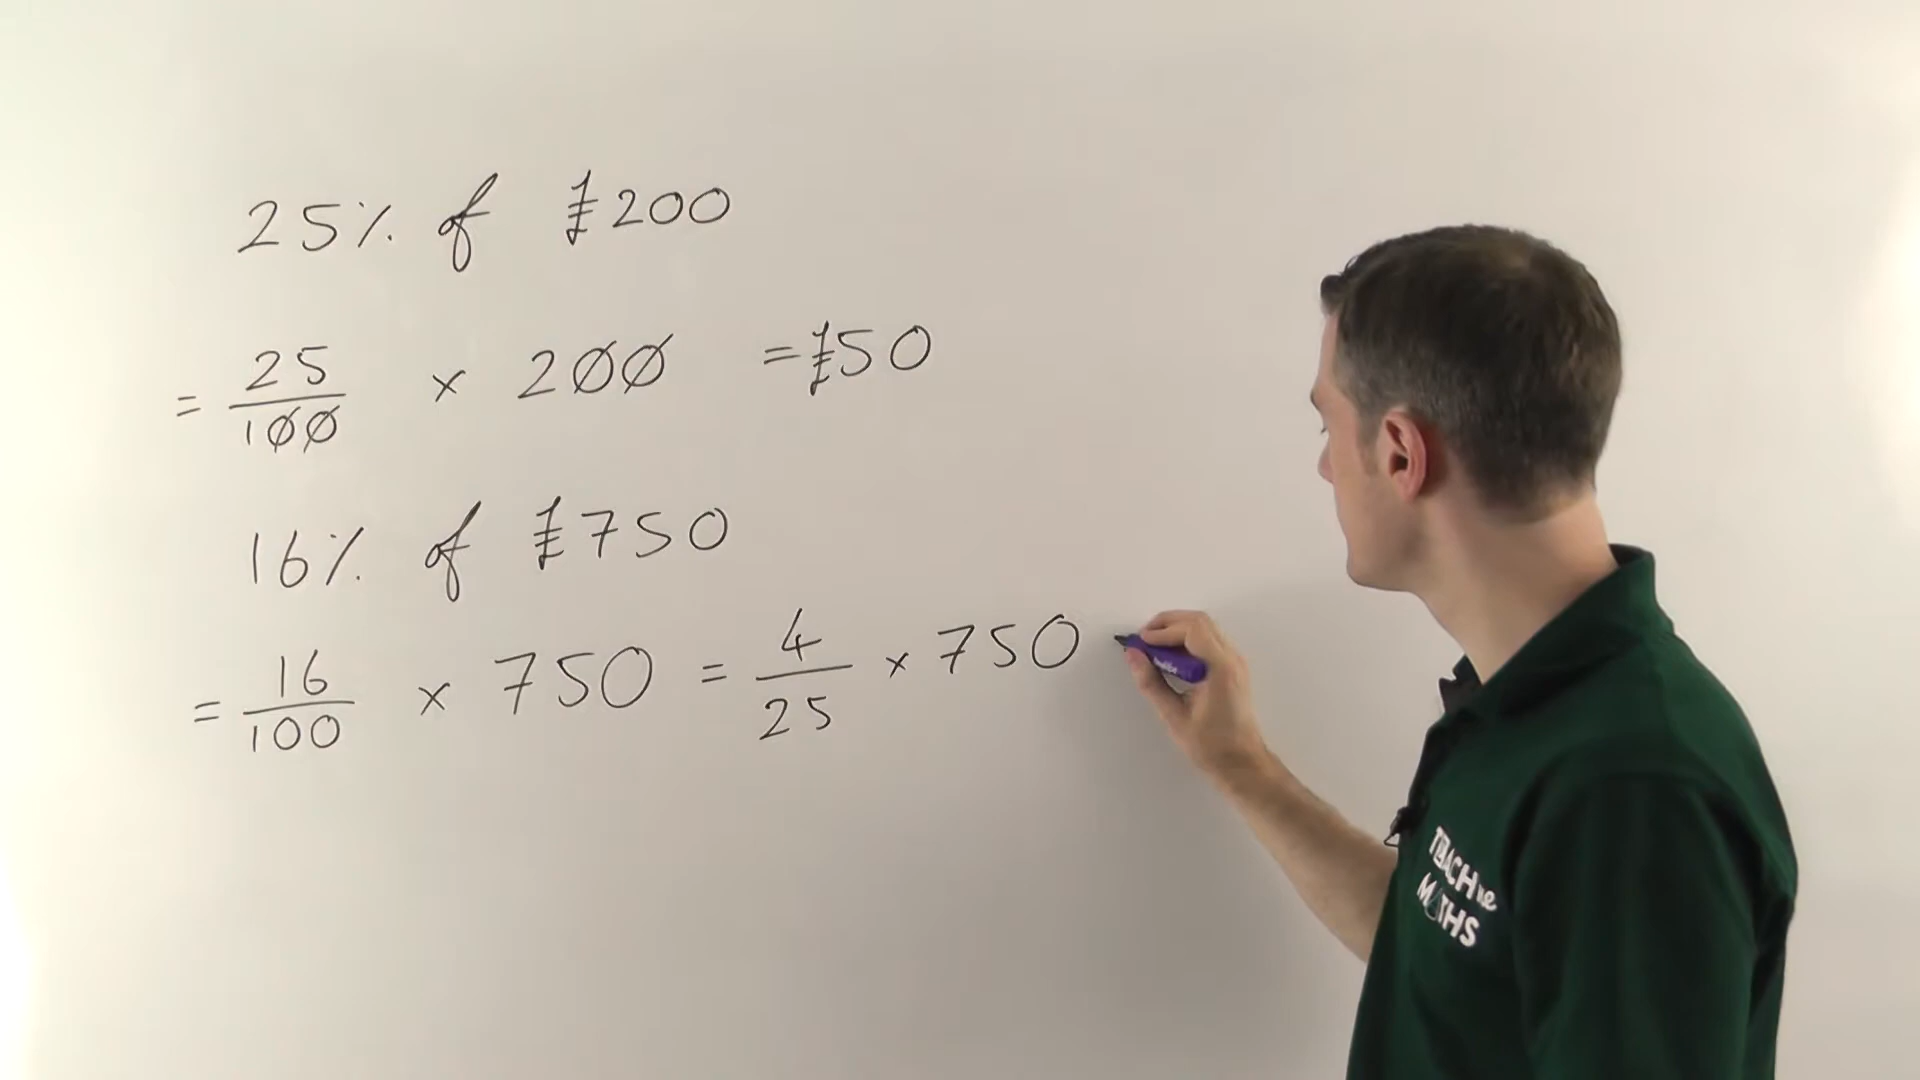 25% of £200
= 25/100 × 200 = £50
16% of £750
= 16/100 × 750 = 4/25 × 750
TEACH me
MATHS